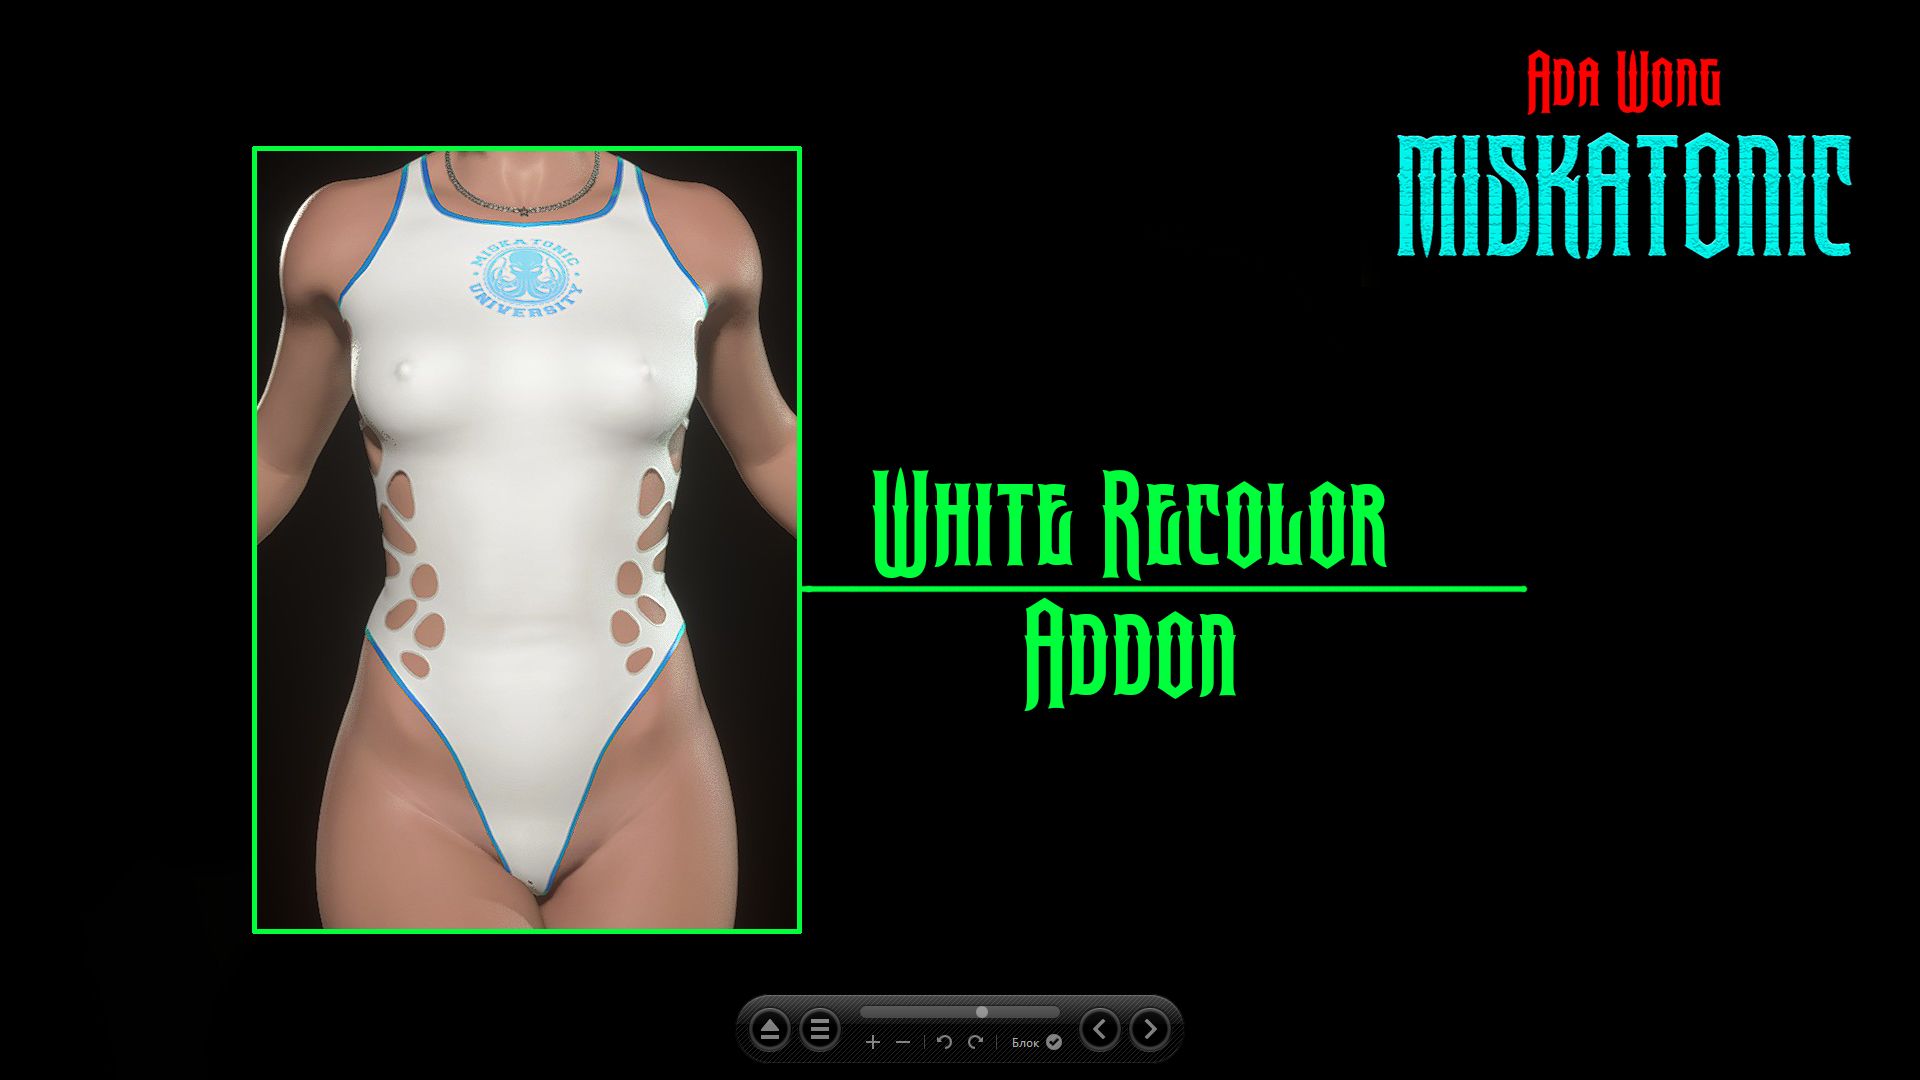 Ada Wong
MISKATONIC
MISKATONIC
UNIVERSITY
White Recolor
Addon
Блок